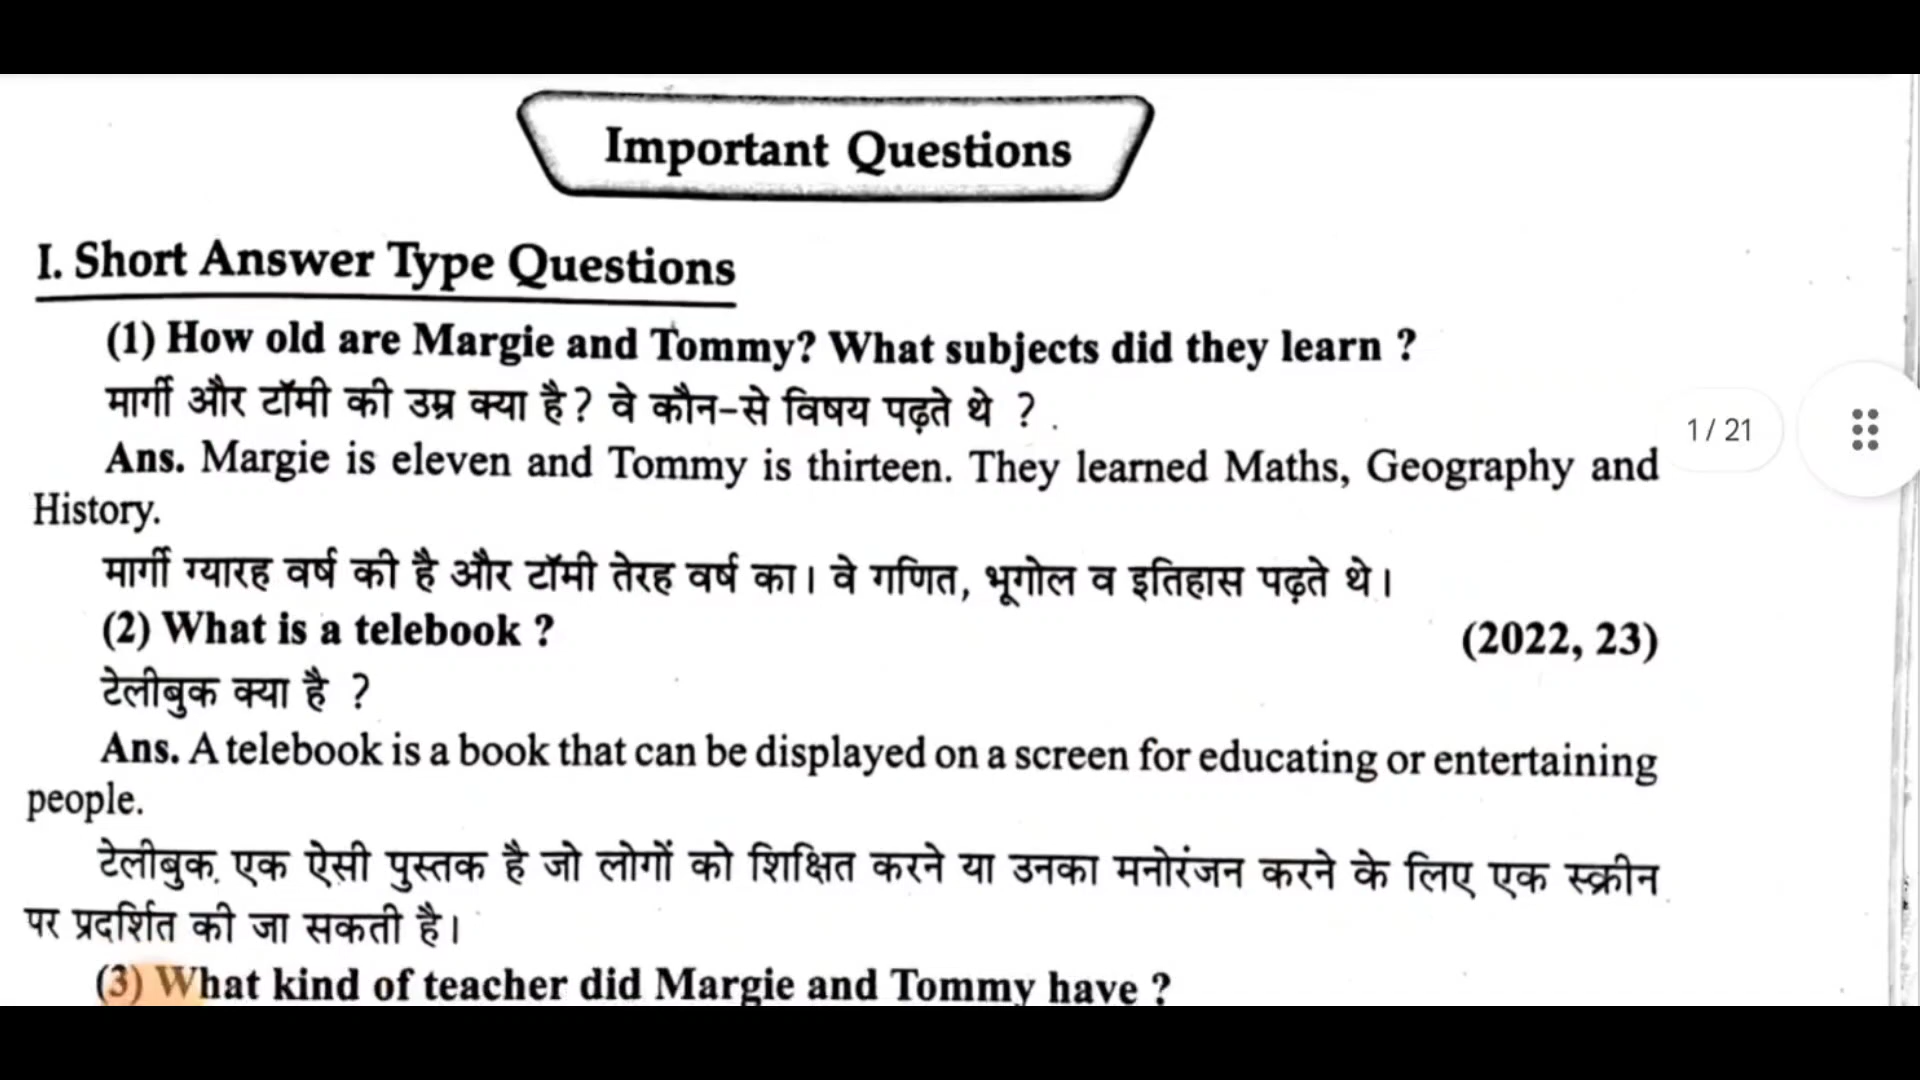 Important Questions
I. Short Answer Type Questions
(1) How old are Margie and Tommy? What subjects did they learn ?
मार्गी और टॉमी की उम्र क्या है? वे कौन-से विषय पढ़ते थे ?
1 / 21
Ans. Margie is eleven and Tommy is thirteen. They learned Maths, Geography and
History.
मार्गी ग्यारह वर्ष की है और टॉमी तेरह वर्ष का। वे गणित, भूगोल व इतिहास पढ़ते थे।
(2) What is a telebook ? (2022, 23)
टेलीबुक क्या है ?
Ans. A telebook is a book that can be displayed on a screen for educating or entertaining
people.
टेलीबुक एक ऐसी पुस्तक है जो लोगों को शिक्षित करने या उनका मनोरंजन करने के लिए एक स्क्रीन
पर प्रदर्शित की जा सकती है।
(3) What kind of teacher did Margie and Tommy have ?